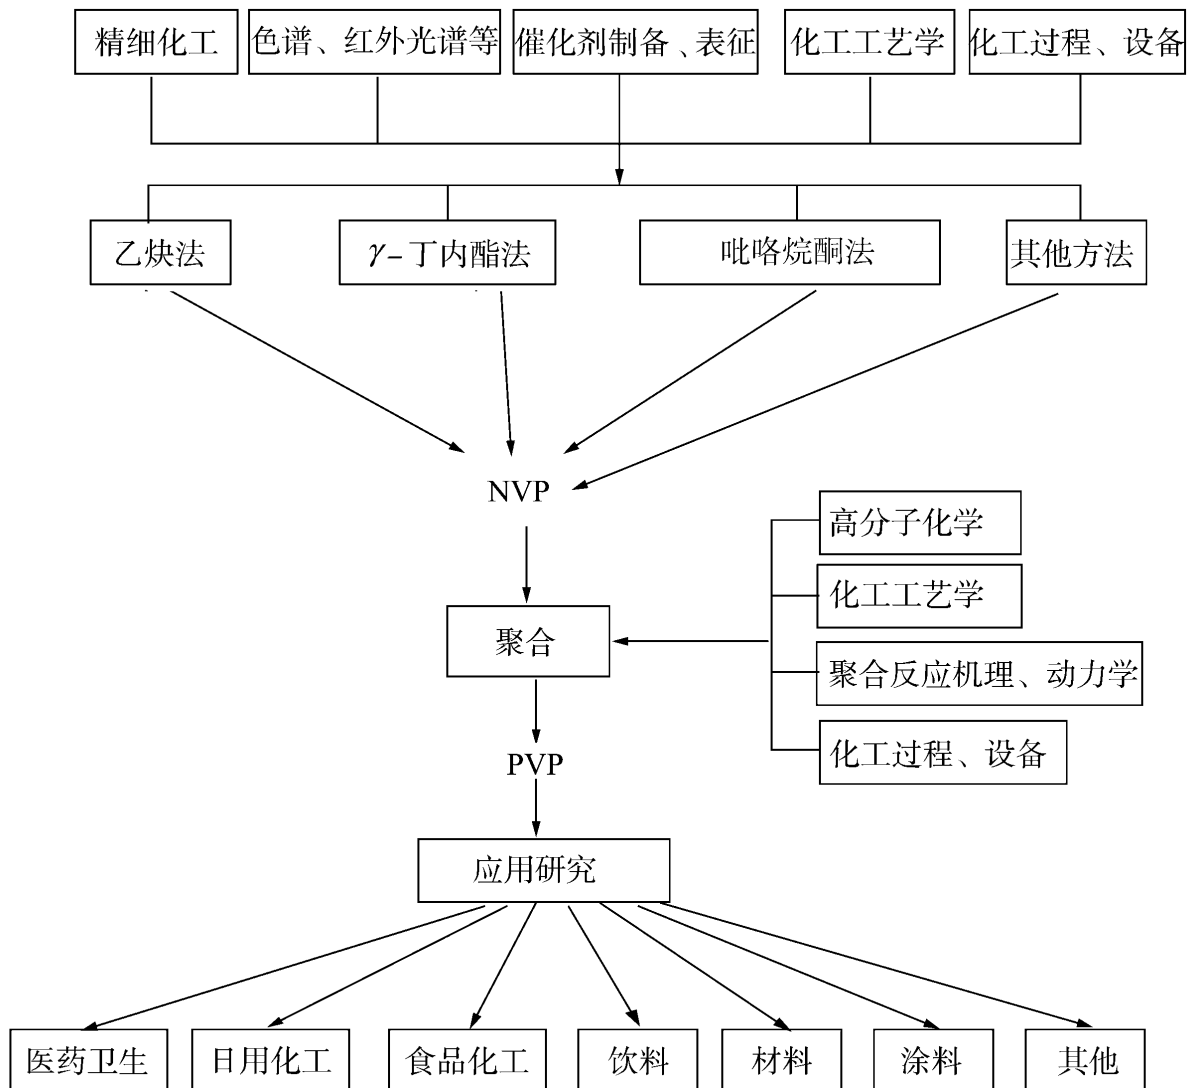 精细化工
色谱、红外光谱等
催化剂制备、表征
化工工艺学
化工过程、设备
乙炔法
γ-丁内酯法
吡咯烷酮法
其他方法
NVP
高分子化学
化工工艺学
聚合
聚合反应机理、动力学
化工过程、设备
PVP
应用研究
医药卫生
日用化工
食品化工
饮料
材料
涂料
其他